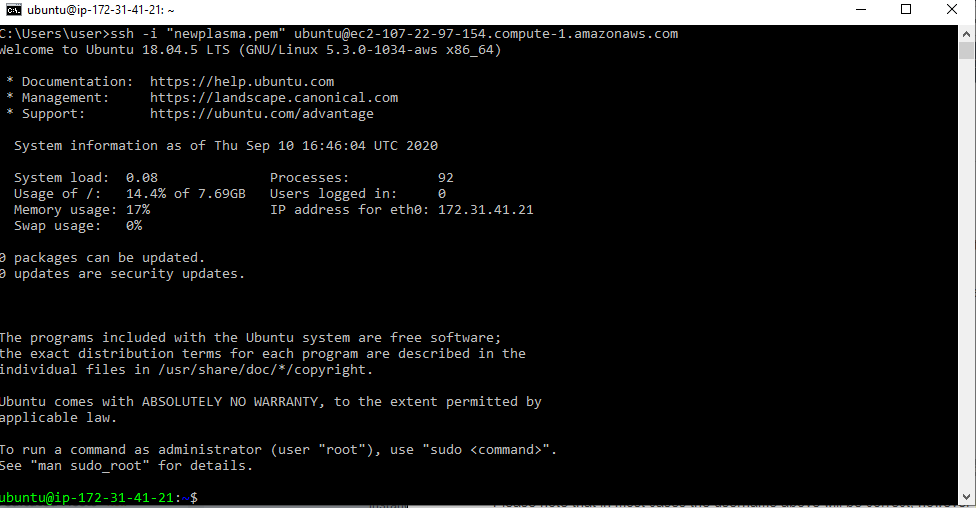 ubuntu@ip-172-31-41-21: ~
C:\Users\user>ssh -i "newplasma.pem" ubuntu@ec2-107-22-97-154.compute-1.amazonaws.com
Welcome to Ubuntu 18.04.5 LTS (GNU/Linux 5.3.0-1034-aws x86_64)
* Documentation: https://help.ubuntu.com
* Management: https://landscape.canonical.com
* Support: https://ubuntu.com/advantage
System information as of Thu Sep 10 16:46:04 UTC 2020
System load: 0.08 Processes: 92
Usage of /: 14.4% of 7.69GB Users logged in: 0
Memory usage: 17% IP address for eth0: 172.31.41.21
Swap usage: 0%
0 packages can be updated.
0 updates are security updates.
The programs included with the Ubuntu system are free software;
the exact distribution terms for each program are described in the
individual files in /usr/share/doc/*/copyright.
Ubuntu comes with ABSOLUTELY NO WARRANTY, to the extent permitted by
applicable law.
To run a command as administrator (user "root"), use "sudo <command>".
See "man sudo_root" for details.
ubuntu@ip-172-31-41-21:~$